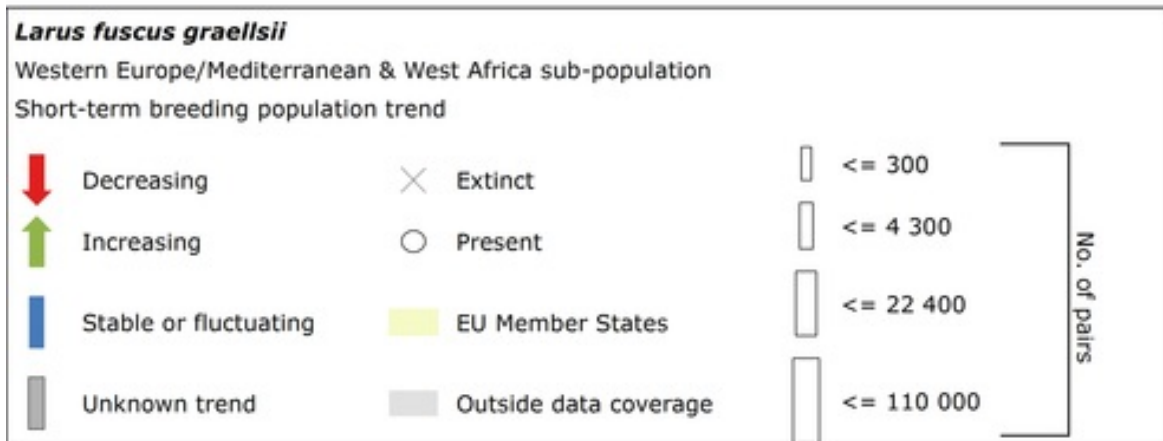 Larus fuscus graellsii
Western Europe/Mediterranean & West Africa sub-population
Short-term breeding population trend
Decreasing
Increasing
Stable or fluctuating
Unknown trend
Extinct
Present
EU Member States
Outside data coverage
<= 300
<= 4 300
<= 22 400
<= 110 000
No. of pairs